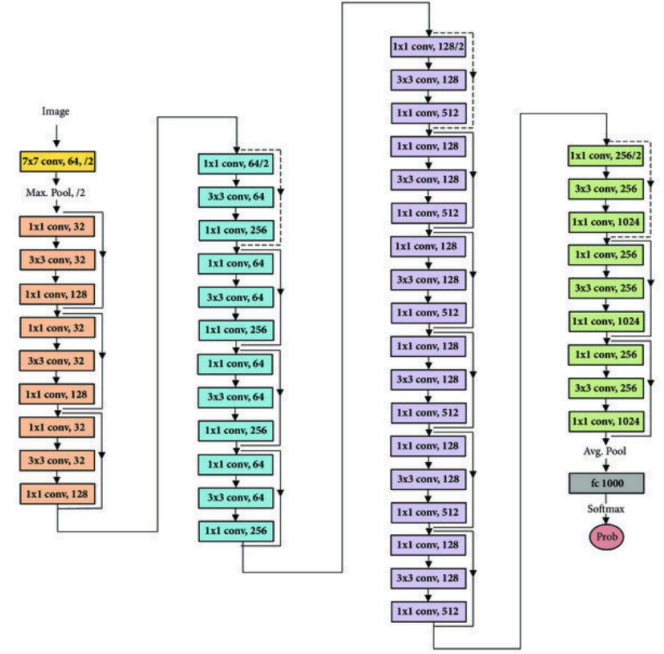 Image
7x7 conv, 64, /2
Max. Pool, /2
1x1 conv, 32
3x3 conv, 32
1x1 conv, 128
1x1 conv, 32
3x3 conv, 32
1x1 conv, 128
1x1 conv, 32
3x3 conv, 32
1x1 conv, 128
1x1 conv, 64/2
3x3 conv, 64
1x1 conv, 256
1x1 conv, 64
3x3 conv, 64
1x1 conv, 256
1x1 conv, 64
3x3 conv, 64
1x1 conv, 256
1x1 conv, 64
3x3 conv, 64
1x1 conv, 256
1x1 conv, 128/2
3x3 conv, 128
1x1 conv, 512
1x1 conv, 128
3x3 conv, 128
1x1 conv, 512
1x1 conv, 128
3x3 conv, 128
1x1 conv, 512
1x1 conv, 128
3x3 conv, 128
1x1 conv, 512
1x1 conv, 128
3x3 conv, 128
1x1 conv, 512
1x1 conv, 128
3x3 conv, 128
1x1 conv, 512
1x1 conv, 256/2
3x3 conv, 256
1x1 conv, 1024
1x1 conv, 256
3x3 conv, 256
1x1 conv, 1024
1x1 conv, 256
3x3 conv, 256
1x1 conv, 1024
Avg. Pool
fc 1000
Softmax
Prob